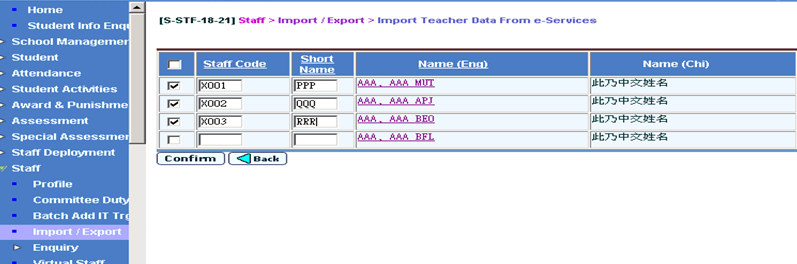 Home
Student Info Enqu
School Managemen
Student
Attendance
Student Activities
Award & Punishme
Assessment
Special Assessmen
Staff Deployment
Staff
Profile
Committee Duty
Batch Add IT Trg
Import / Export
Enquiry
Virtual Staff
[S-STF-18-21] Staff > Import / Export > Import Teacher Data From e-Services
Staff Code Short Name Name (Eng) Name (Chi)
X001 PPP AAA, AAA MUT 此乃中文姓名
X002 QQQ AAA, AAA APJ 此乃中文姓名
X003 RRR AAA, AAA BEO 此乃中文姓名
AAA, AAA BFL 此乃中文姓名
Confirm Back